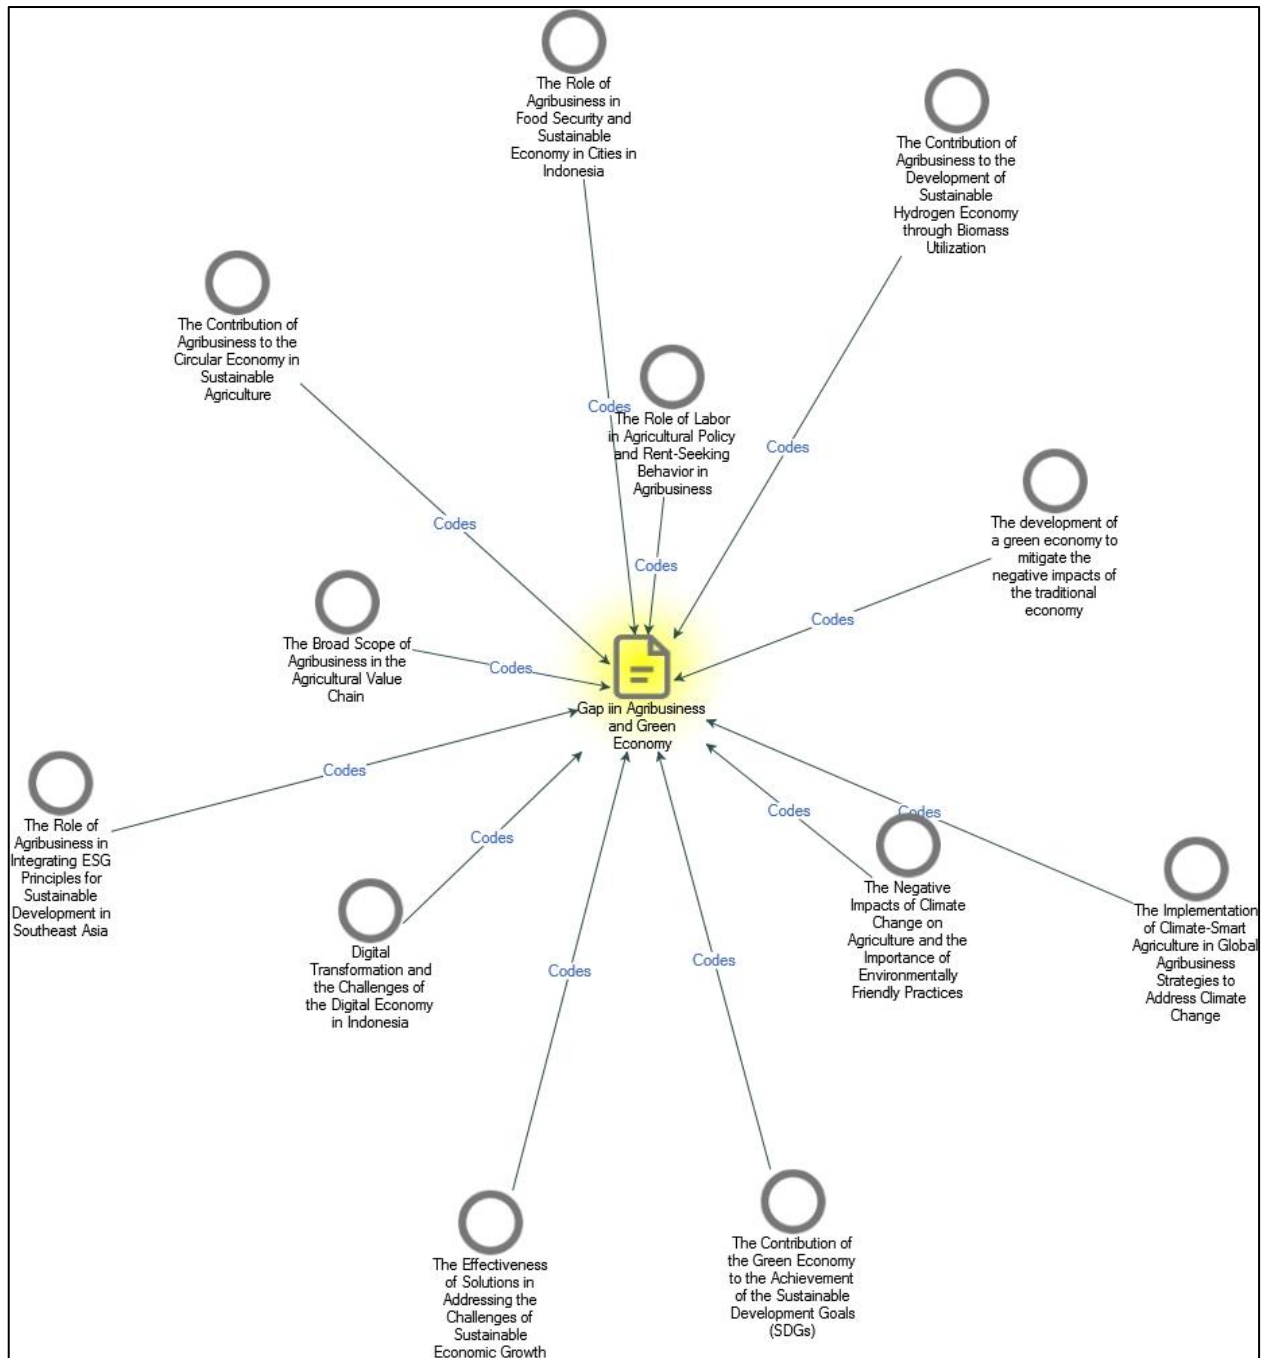 The Role of
Agribusiness in
Food Security and
Sustainable
Economy in Cities in
Indonesia
The Contribution of
Agribusiness to the
Development of
Sustainable
Hydrogen Economy
through Biomass
Utilization
The Contribution of
Agribusiness to the
Circular Economy in
Sustainable
Agriculture
Codes
The Role of Labor
in Agricultural Policy
and Rent-Seeking
Behavior in
Agribusiness
Codes
The development of
a green economy to
mitigate the
negative impacts of
the traditional
economy
Codes
Codes
Codes
The Broad Scope of
Agribusiness in the
Agricultural Value
Chain
Codes
Codes
Gap iin Agribusiness
and Green
Economy
Codes
The Role of
Agribusiness in
Integrating ESG
Principles for
Sustainable
Development in
Southeast Asia
Codes
Codes
Codes
The Negative
Impacts of Climate
Change on
Agriculture and the
Importance of
Environmentally
Friendly Practices
The Implementation
of Climate-Smart
Agriculture in Global
Agribusiness
Strategies to
Address Climate
Change
Digital
Transformation and
the Challenges of
the Digital Economy
in Indonesia
Codes
Codes
The Effectiveness
of Solutions in
Addressing the
Challenges of
Sustainable
Economic Growth
The Contribution of
the Green Economy
to the Achievement
of the Sustainable
Development Goals
(SDGs)